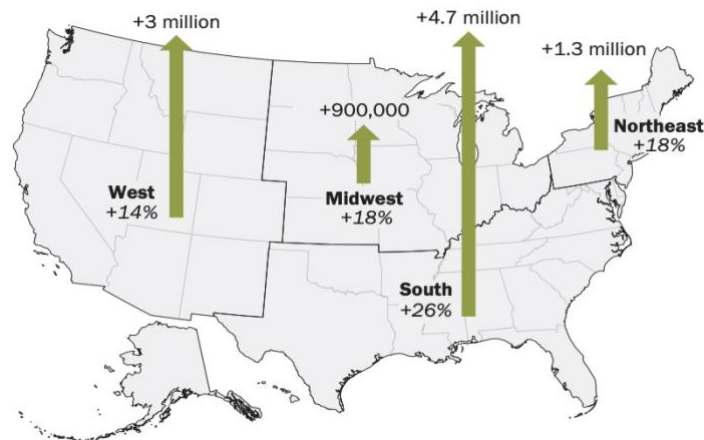 +3 million
+4.7 million
+1.3 million
+900,000
Northeast
+18%
West
+14%
Midwest
+18%
South
+26%